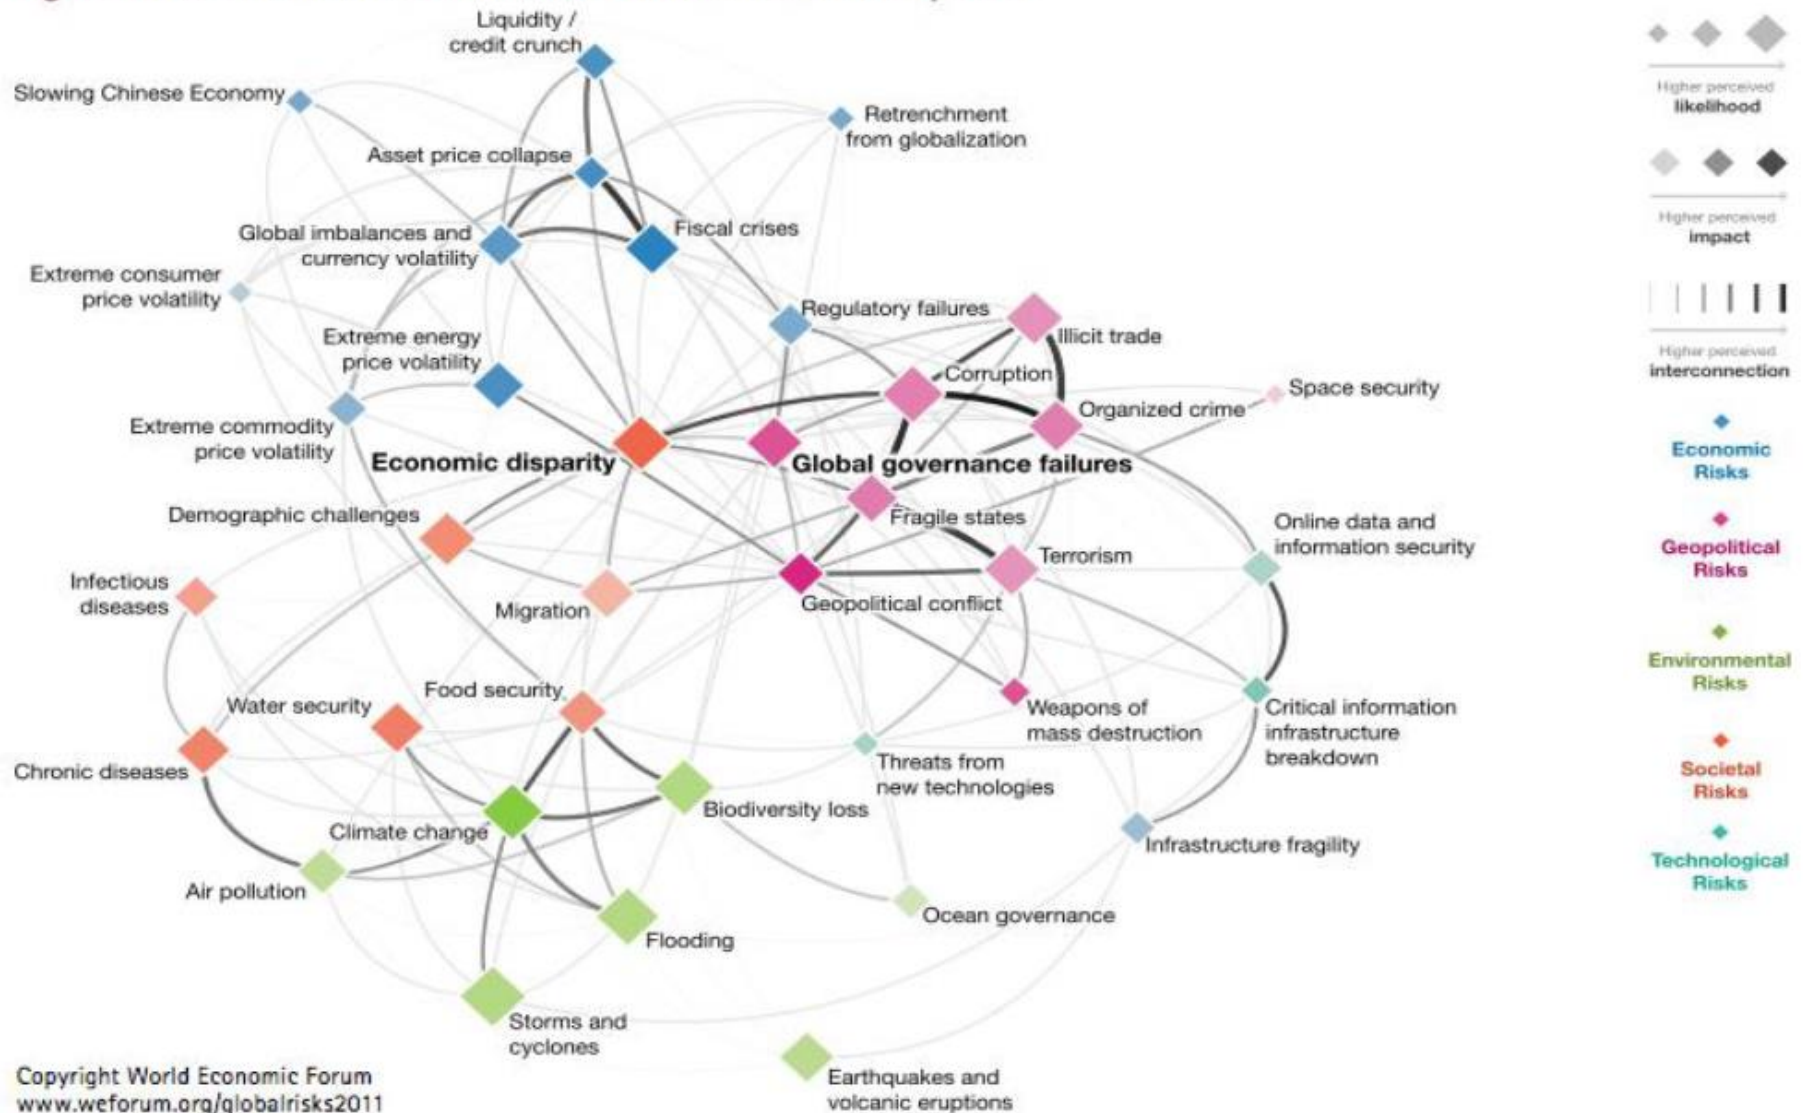 Liquidity /
credit crunch
Slowing Chinese Economy
Retrenchment
from globalization
Asset price collapse
Fiscal crises
Global imbalances and
currency volatility
Extreme consumer
price volatility
Regulatory failures
Illicit trade
Extreme energy
price volatility
Corruption
Space security
Organized crime
Extreme commodity
price volatility
Economic disparity
Global governance failures
Demographic challenges
Fragile states
Online data and
information security
Terrorism
Infectious
diseases
Migration
Geopolitical conflict
Food security
Water security
Weapons of
mass destruction
Critical information
infrastructure
breakdown
Chronic diseases
Threats from
new technologies
Biodiversity loss
Climate change
Infrastructure fragility
Air pollution
Ocean governance
Flooding
Storms and
cyclones
Earthquakes and
volcanic eruptions
Copyright World Economic Forum
www.weforum.org/globalrisks2011
Higher perceived
likelihood
Higher perceived
impact
Higher perceived
interconnection
Economic
Risks
Geopolitical
Risks
Environmental
Risks
Societal
Risks
Technological
Risks